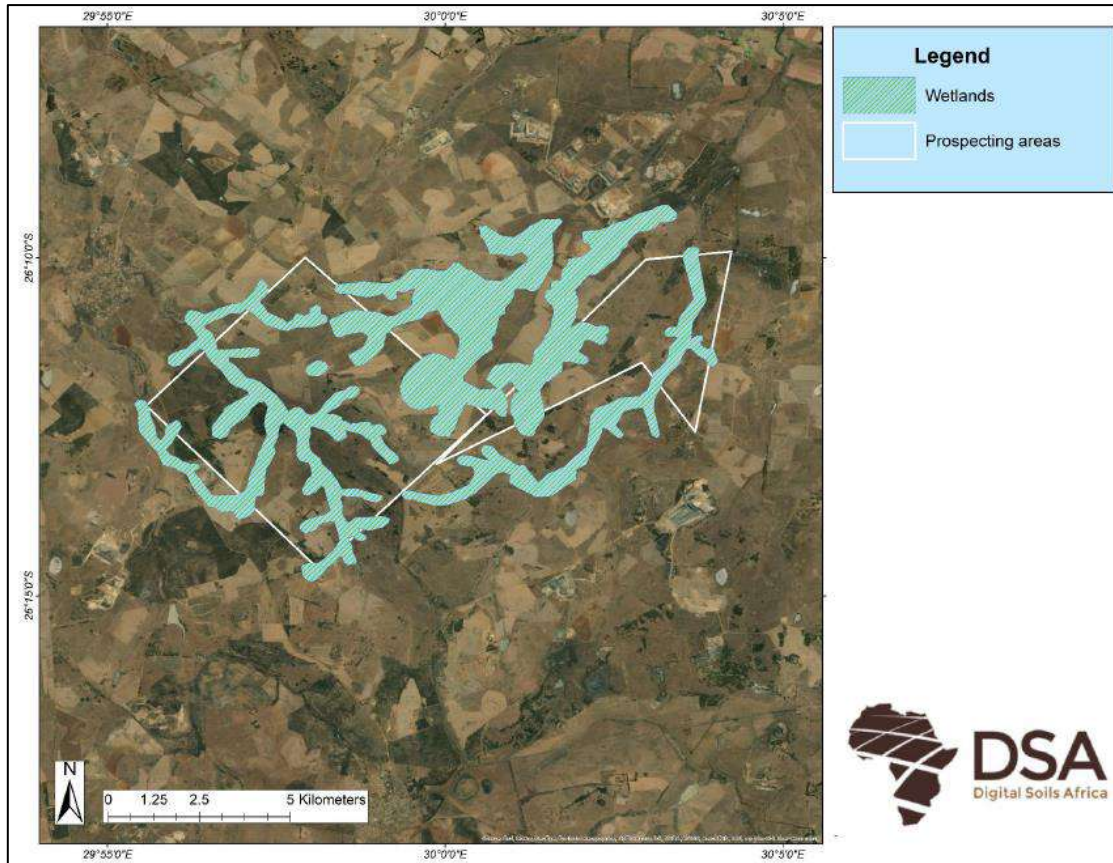 29°55'0"E
30°0'0"E
30°5'0"E
Legend
Wetlands
Prospecting areas
26°10'0"S
26°15'0"S
N
0 1.25 2.5 5 Kilometers
29°55'0"E
30°0'0"E
30°5'0"E
DSA
Digital Soils Africa